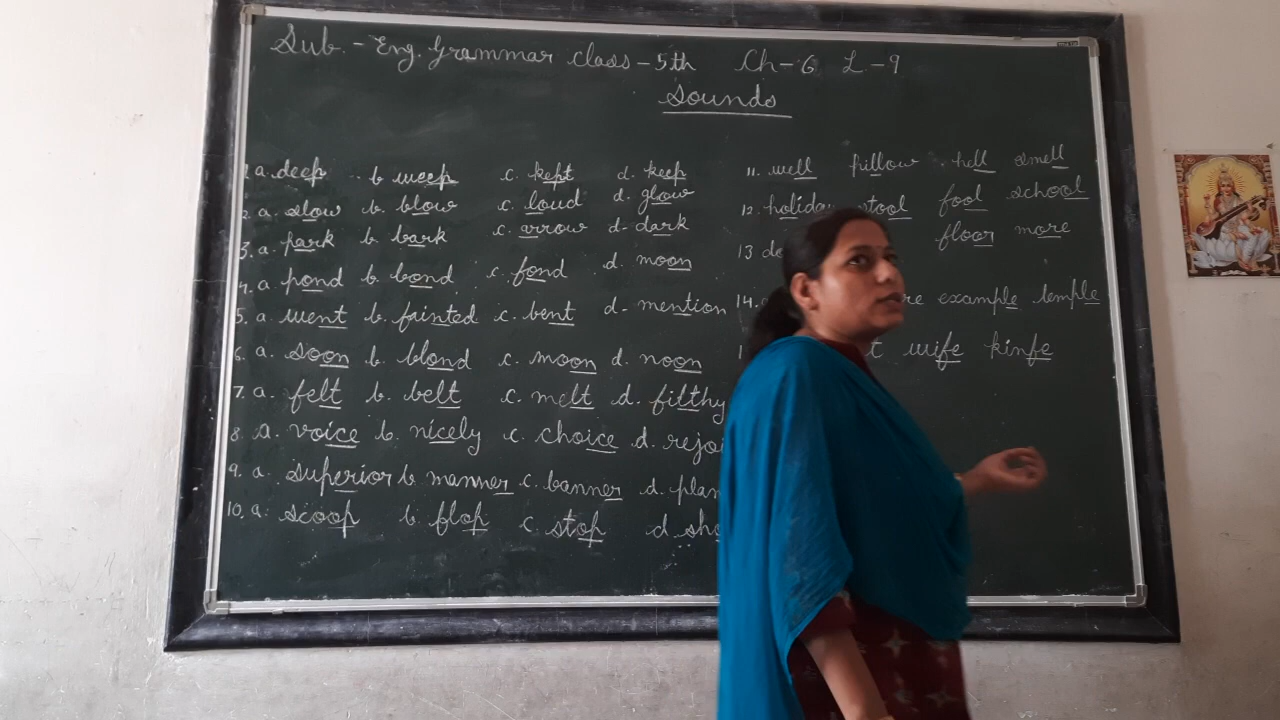 Sub. - Eng. Grammar class - 5th Ch-6 L-9
Sounds
1. a. deep b. weep c. kept d. keep
2. a. slow b. blow c. loud d. glow
3. a. park b. bark c. arrow d. dark
4. a. pond b. bond c. fond d. moon
5. a. went b. fainted c. bent d. mention
6. a. soon b. blond c. moon d. noon
7. a. felt b. belt c. melt d. filthy
8. a. voice b. nicely c. choice d.
9. a. superior b. manner c. banner d.
10. a. scoop b. flop c. stop d.
11. well pillow hell smell
12. holiday stool fool school
13 floor more
14. example temple
wife kinfe